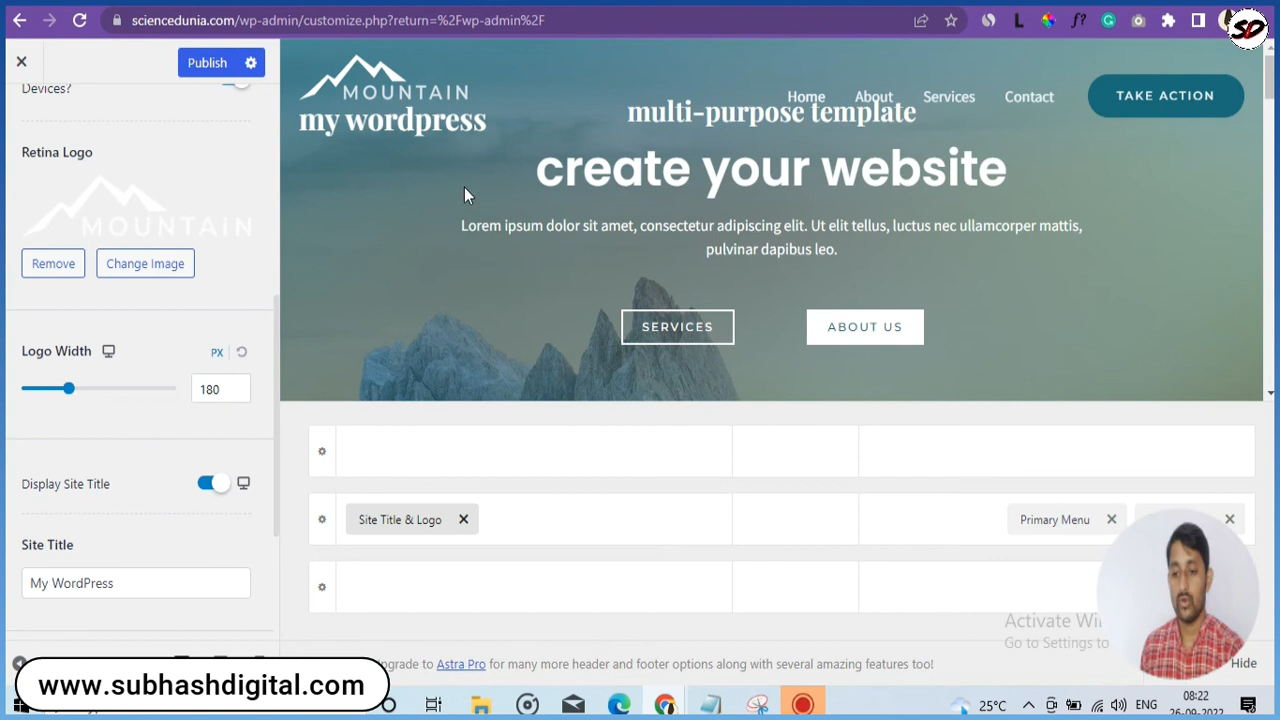 sciencedunia.com/wp-admin/customize.php?return=%2Fwp-admin%2F
SD
Publish
Devices?
Retina Logo
MOUNTAIN
Remove
Change Image
Logo Width
PX
180
Display Site Title
Site Title
My WordPress
MOUNTAIN
my wordpress
Home
About
Services
Contact
TAKE ACTION
multi-purpose template
create your website
Lorem ipsum dolor sit amet, consectetur adipiscing elit. Ut elit tellus, luctus nec ullamcorper mattis,
pulvinar dapibus leo.
SERVICES
ABOUT US
Site Title & Logo
Primary Menu
Activate
Go to Settings to
Astra Pro for many more header and footer options along with several amazing features too!
Hide
www.subhashdigital.com
25°C
ENG
08:22
26-09-2022